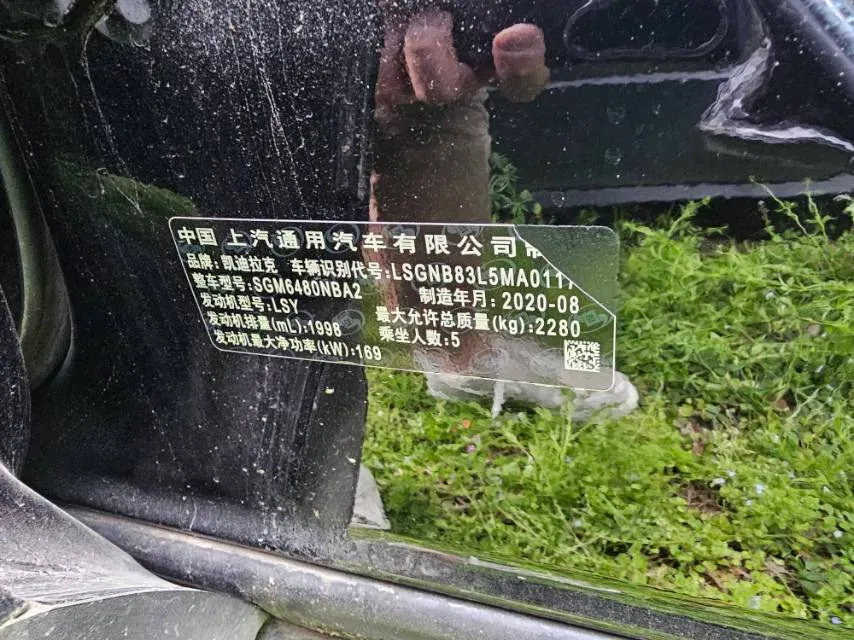 中国上汽通用汽车有限公司制
品牌:凯迪拉克 车辆识别代号:LSGNB83L5MA011
整车型号:SGM6480NBA2 制造年月:2020-08
发动机型号:LSY 最大允许总质量(kg):2280
发动机排量(mL):1998 乘坐人数:5
发动机最大净功率(kW):169